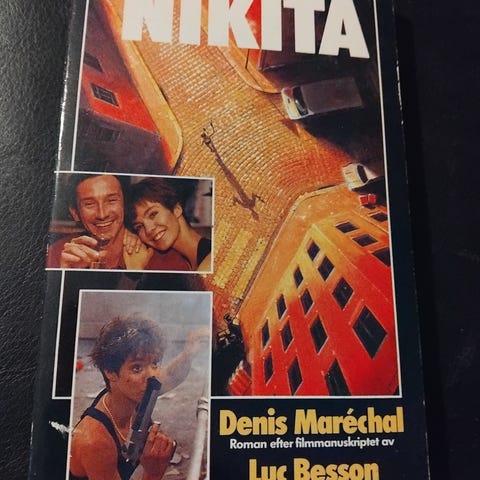 NIKITA
Denis Maréchal
Roman efter filmmanuskriptet av
Luc Besson